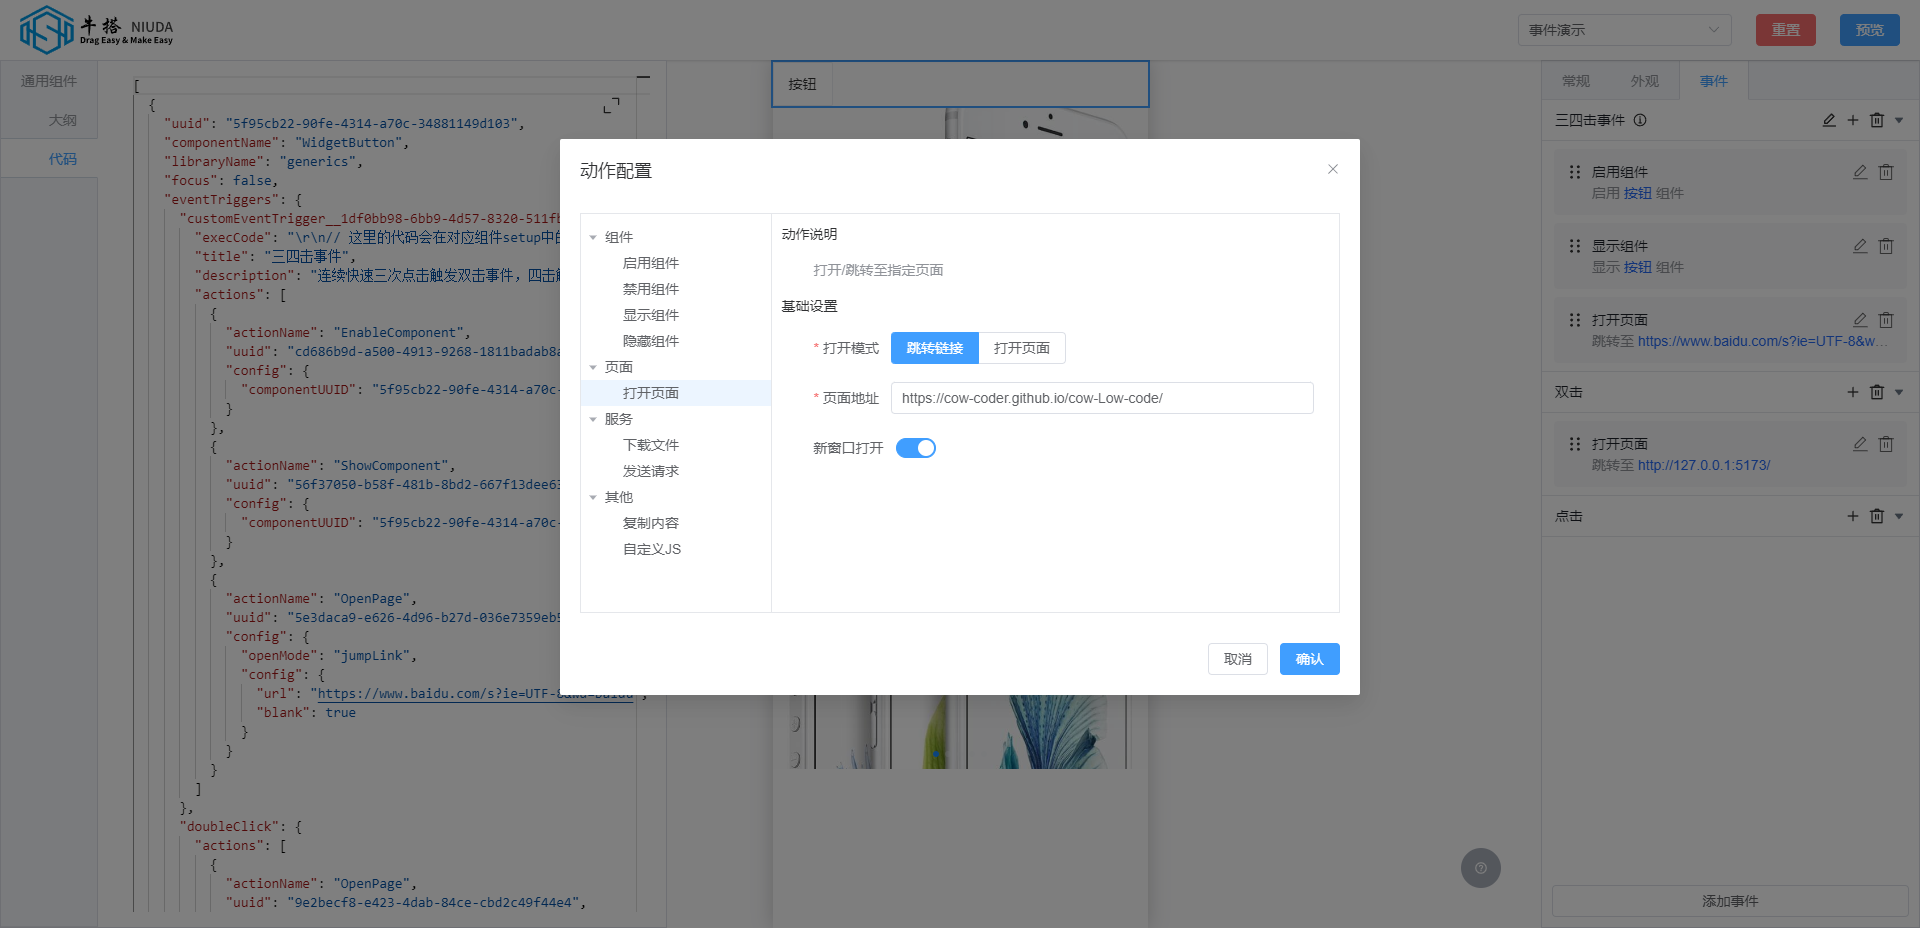 牛搭 NIUDA
Drag Easy & Make Easy
事件演示
重置
预览
通用组件
大纲
代码
[
{
"uuid": "5f95cb22-90fe-4314-a70c-34881149d103",
"componentName": "WidgetButton",
"libraryName": "generics",
"focus": false,
"eventTriggers": {
"customEventTrigger__1df0bb98-6bb9-4d57-8320-511fb
"execCode": "\r\n// 这里的代码会在对应组件setup中的
"title": "三四击事件",
"description": "连续快速三次点击触发双击事件，四击触
"actions": [
{
"actionName": "EnableComponent",
"uuid": "cd686b9d-a500-4913-9268-1811badab8a
"config": {
"componentUUID": "5f95cb22-90fe-4314-a70c-
}
},
{
"actionName": "ShowComponent",
"uuid": "56f37050-b58f-481b-8bd2-667f13dee63
"config": {
"componentUUID": "5f95cb22-90fe-4314-a70c-
}
},
{
"actionName": "OpenPage",
"uuid": "5e3daca9-e626-4d96-b27d-036e7359eb5
"config": {
"openMode": "jumpLink",
"config": {
"url": "https://www.baidu.com/s?ie=UTF-8&wd=baidu",
"blank": true
}
}
}
]
},
"doubleClick": {
"actions": [
{
"actionName": "OpenPage",
"uuid": "9e2becf8-e423-4dab-84ce-cbd2c49f44e4",
按钮
动作配置
组件
启用组件
禁用组件
显示组件
隐藏组件
页面
打开页面
服务
下载文件
发送请求
其他
复制内容
自定义JS
动作说明
打开/跳转至指定页面
基础设置
* 打开模式 跳转链接 打开页面
* 页面地址 https://cow-coder.github.io/cow-Low-code/
新窗口打开
取消 确认
常规 外观 事件
三四击事件
启用组件
启用 按钮 组件
显示组件
显示 按钮 组件
打开页面
跳转至 https://www.baidu.com/s?ie=UTF-8&w...
双击
打开页面
跳转至 http://127.0.0.1:5173/
点击
添加事件